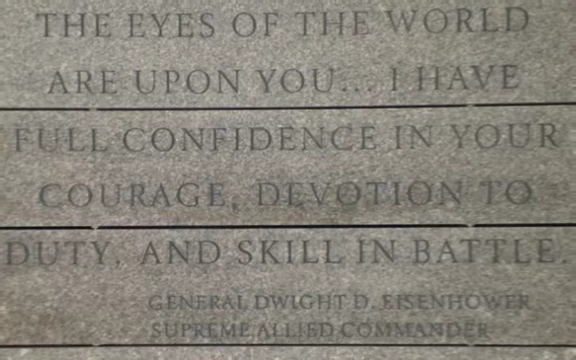 THE EYES OF THE WORLD
ARE UPON YOU... I HAVE
FULL CONFIDENCE IN YOUR
COURAGE, DEVOTION TO
DUTY, AND SKILL IN BATTLE.
GENERAL DWIGHT D. EISENHOWER
SUPREME ALLIED COMMANDER